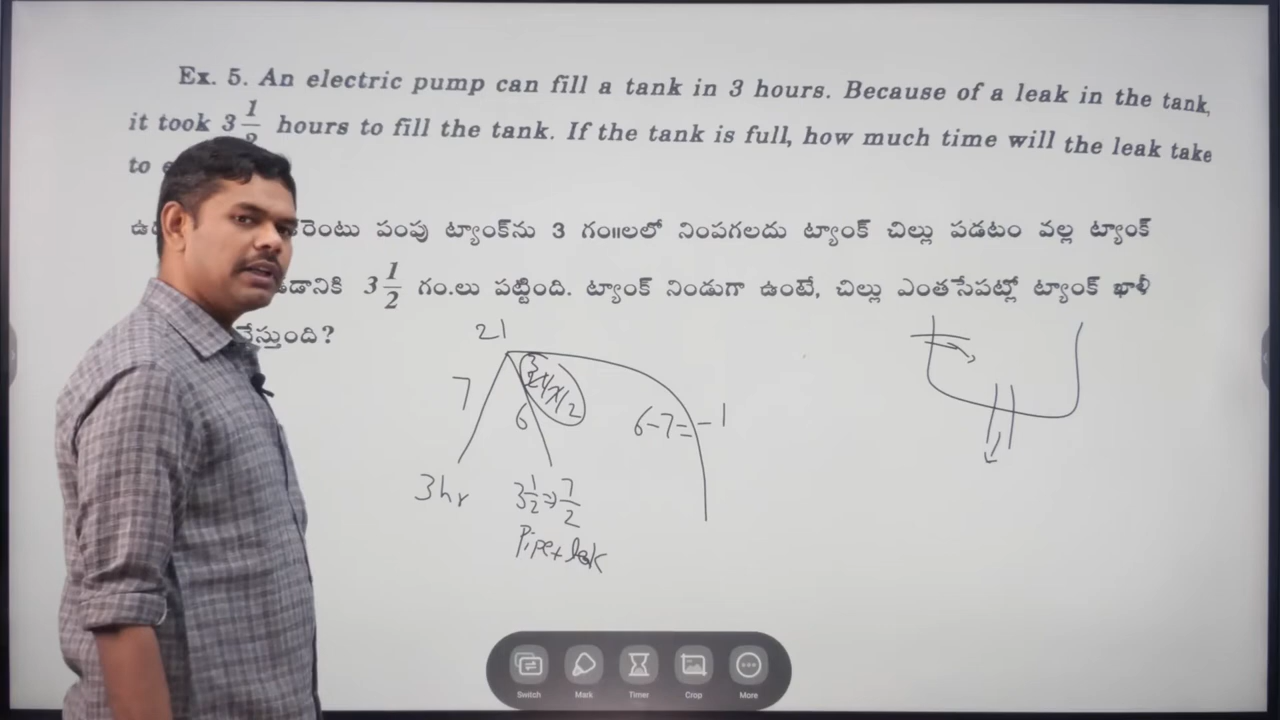 Ex. 5. An electric pump can fill a tank in 3 hours. Because of a leak in the tank,
it took 3 1/2 hours to fill the tank. If the tank is full, how much time will the leak take
to
రెంటు పంపు ట్యాంక్‌ను 3 గం॥లలో నింపగలదు ట్యాంక్ చిల్లు పడటం వల్ల ట్యాంక్
డానికి 3 1/2 గం.లు పట్టింది. ట్యాంక్ నిండుగా ఉంటే, చిల్లు ఎంతసేపట్లో ట్యాంక్ ఖాళీ
చేస్తుంది?
21
7
6
6-7=-1
3hr
3 1/2 ⇒ 7/2
Pipe+leak
Switch Mark Timer Crop More